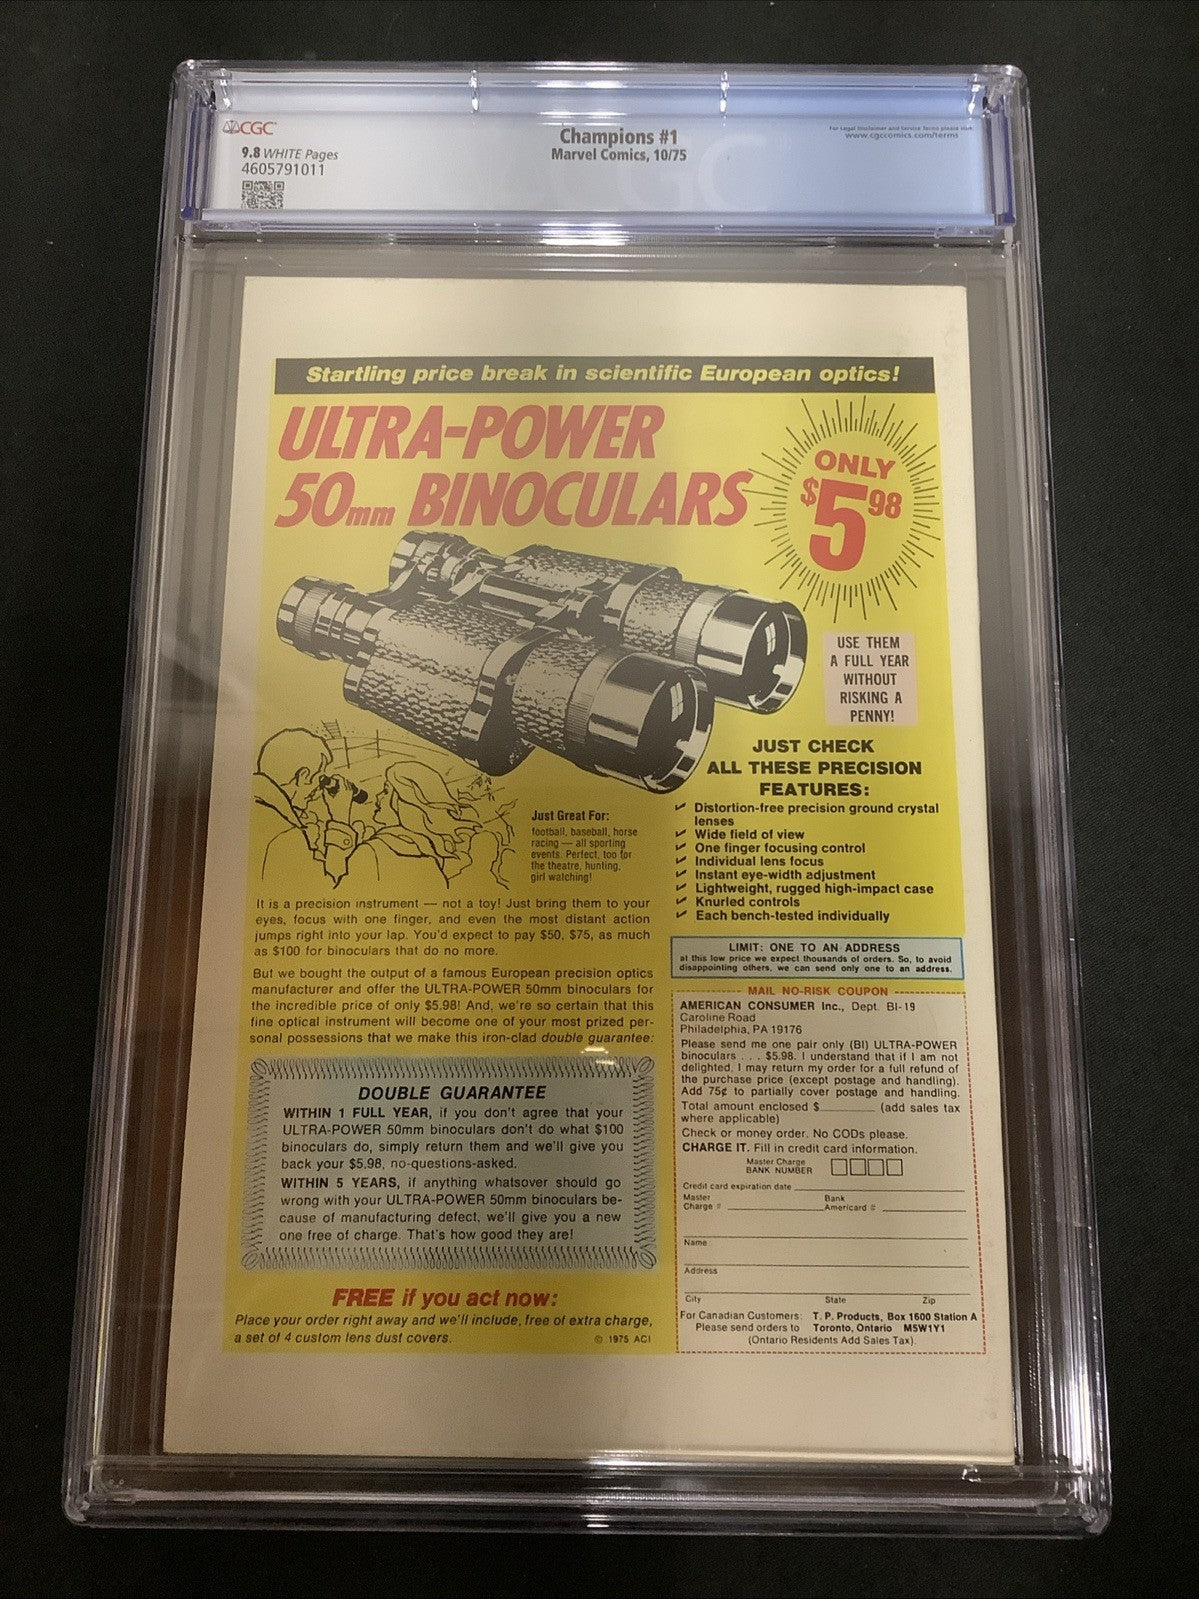 CGC
9.8 WHITE Pages
4605791011
Champions #1
Marvel Comics, 10/75
For Legal Disclaimer and Service Terms please visit
www.cgccomics.com/terms
Startling price break in scientific European optics!
ULTRA-POWER
50mm BINOCULARS
ONLY
$5.98
USE THEM
A FULL YEAR
WITHOUT
RISKING A
PENNY!
JUST CHECK
ALL THESE PRECISION
FEATURES:
Distortion-free precision ground crystal
lenses
Wide field of view
One finger focusing control
Individual lens focus
Instant eye-width adjustment
Lightweight, rugged high-impact case
Knurled controls
Each bench-tested individually
Just Great For:
football, baseball, horse
racing — all sporting
events. Perfect, too for
the theatre, hunting,
girl watching!
It is a precision instrument — not a toy! Just bring them to your
eyes, focus with one finger, and even the most distant action
jumps right into your lap. You'd expect to pay $50, $75, as much
as $100 for binoculars that do no more.
But we bought the output of a famous European precision optics
manufacturer and offer the ULTRA-POWER 50mm binoculars for
the incredible price of only $5.98! And, we're so certain that this
fine optical instrument will become one of your most prized per-
sonal possessions that we make this iron-clad double guarantee:
DOUBLE GUARANTEE
WITHIN 1 FULL YEAR, if you don't agree that your
ULTRA-POWER 50mm binoculars don't do what $100
binoculars do, simply return them and we'll give you
back your $5.98, no-questions-asked.
WITHIN 5 YEARS, if anything whatsoever should go
wrong with your ULTRA-POWER 50mm binoculars be-
cause of manufacturing defect, we'll give you a new
one free of charge. That's how good they are!
FREE if you act now:
Place your order right away and we'll include, free of extra charge,
a set of 4 custom lens dust covers.
© 1975 ACI
LIMIT: ONE TO AN ADDRESS
at this low price we expect thousands of orders. So, to avoid
disappointing others, we can send only one to an address.
MAIL NO-RISK COUPON
AMERICAN CONSUMER Inc., Dept. BI-19
Caroline Road
Philadelphia, PA 19176
Please send me one pair only (BI) ULTRA-POWER
binoculars . . . $5.98. I understand that if I am not
delighted, I may return my order for a full refund of
the purchase price (except postage and handling).
Add 75¢ to partially cover postage and handling.
Total amount enclosed $________ (add sales tax
where applicable)
Check or money order. No CODs please.
CHARGE IT. Fill in credit card information.
Master Charge
BANK NUMBER
Credit card expiration date
Master Charge #
Bank Americard #
Name
Address
City State Zip
For Canadian Customers: T. P. Products, Box 1600 Station A
Please send orders to Toronto, Ontario M5W1Y1
(Ontario Residents Add Sales Tax).